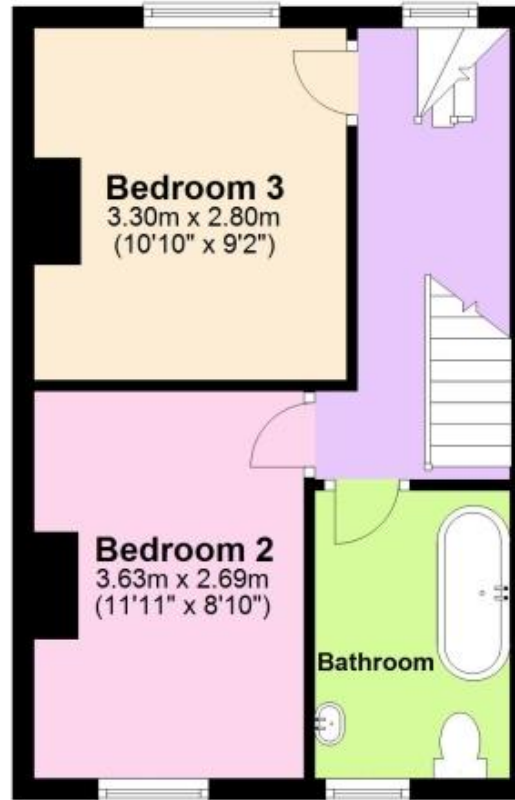 Bedroom 3
3.30m x 2.80m
(10'10" x 9'2")
Bedroom 2
3.63m x 2.69m
(11'11" x 8'10")
Bathroom